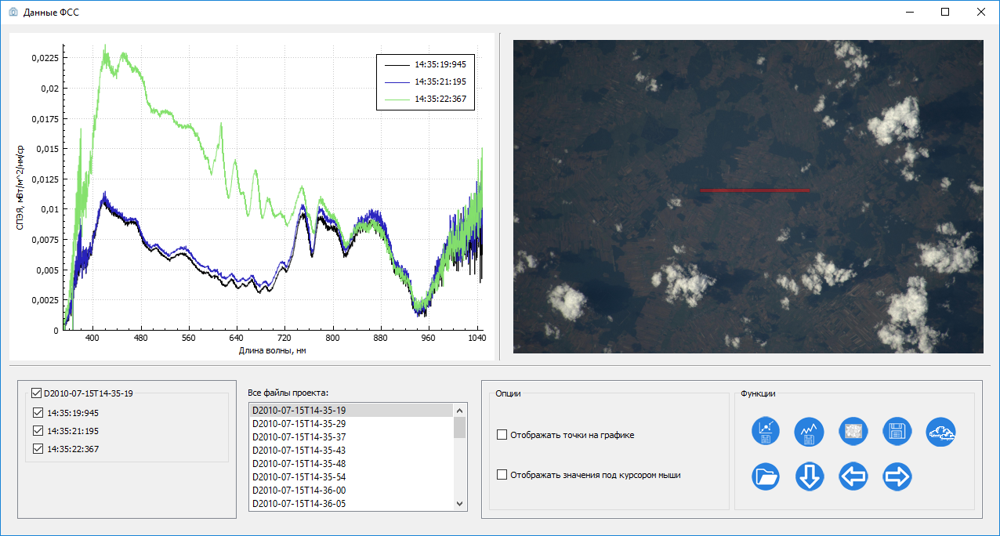 Данные ФСС
0,0225
0,02
0,0175
0,015
0,0125
0,01
0,0075
0,005
0,0025
0
СПЭЯ, мВт/м^2/нм/ср
400 480 560 640 720 800 880 960 1040
Длина волны, нм
14:35:19:945
14:35:21:195
14:35:22:367
D2010-07-15T14-35-19
14:35:19:945
14:35:21:195
14:35:22:367
Все файлы проекта:
D2010-07-15T14-35-19
D2010-07-15T14-35-29
D2010-07-15T14-35-37
D2010-07-15T14-35-43
D2010-07-15T14-35-48
D2010-07-15T14-35-54
D2010-07-15T14-36-00
D2010-07-15T14-36-05
Опции
Отображать точки на графике
Отображать значения под курсором мыши
Функции